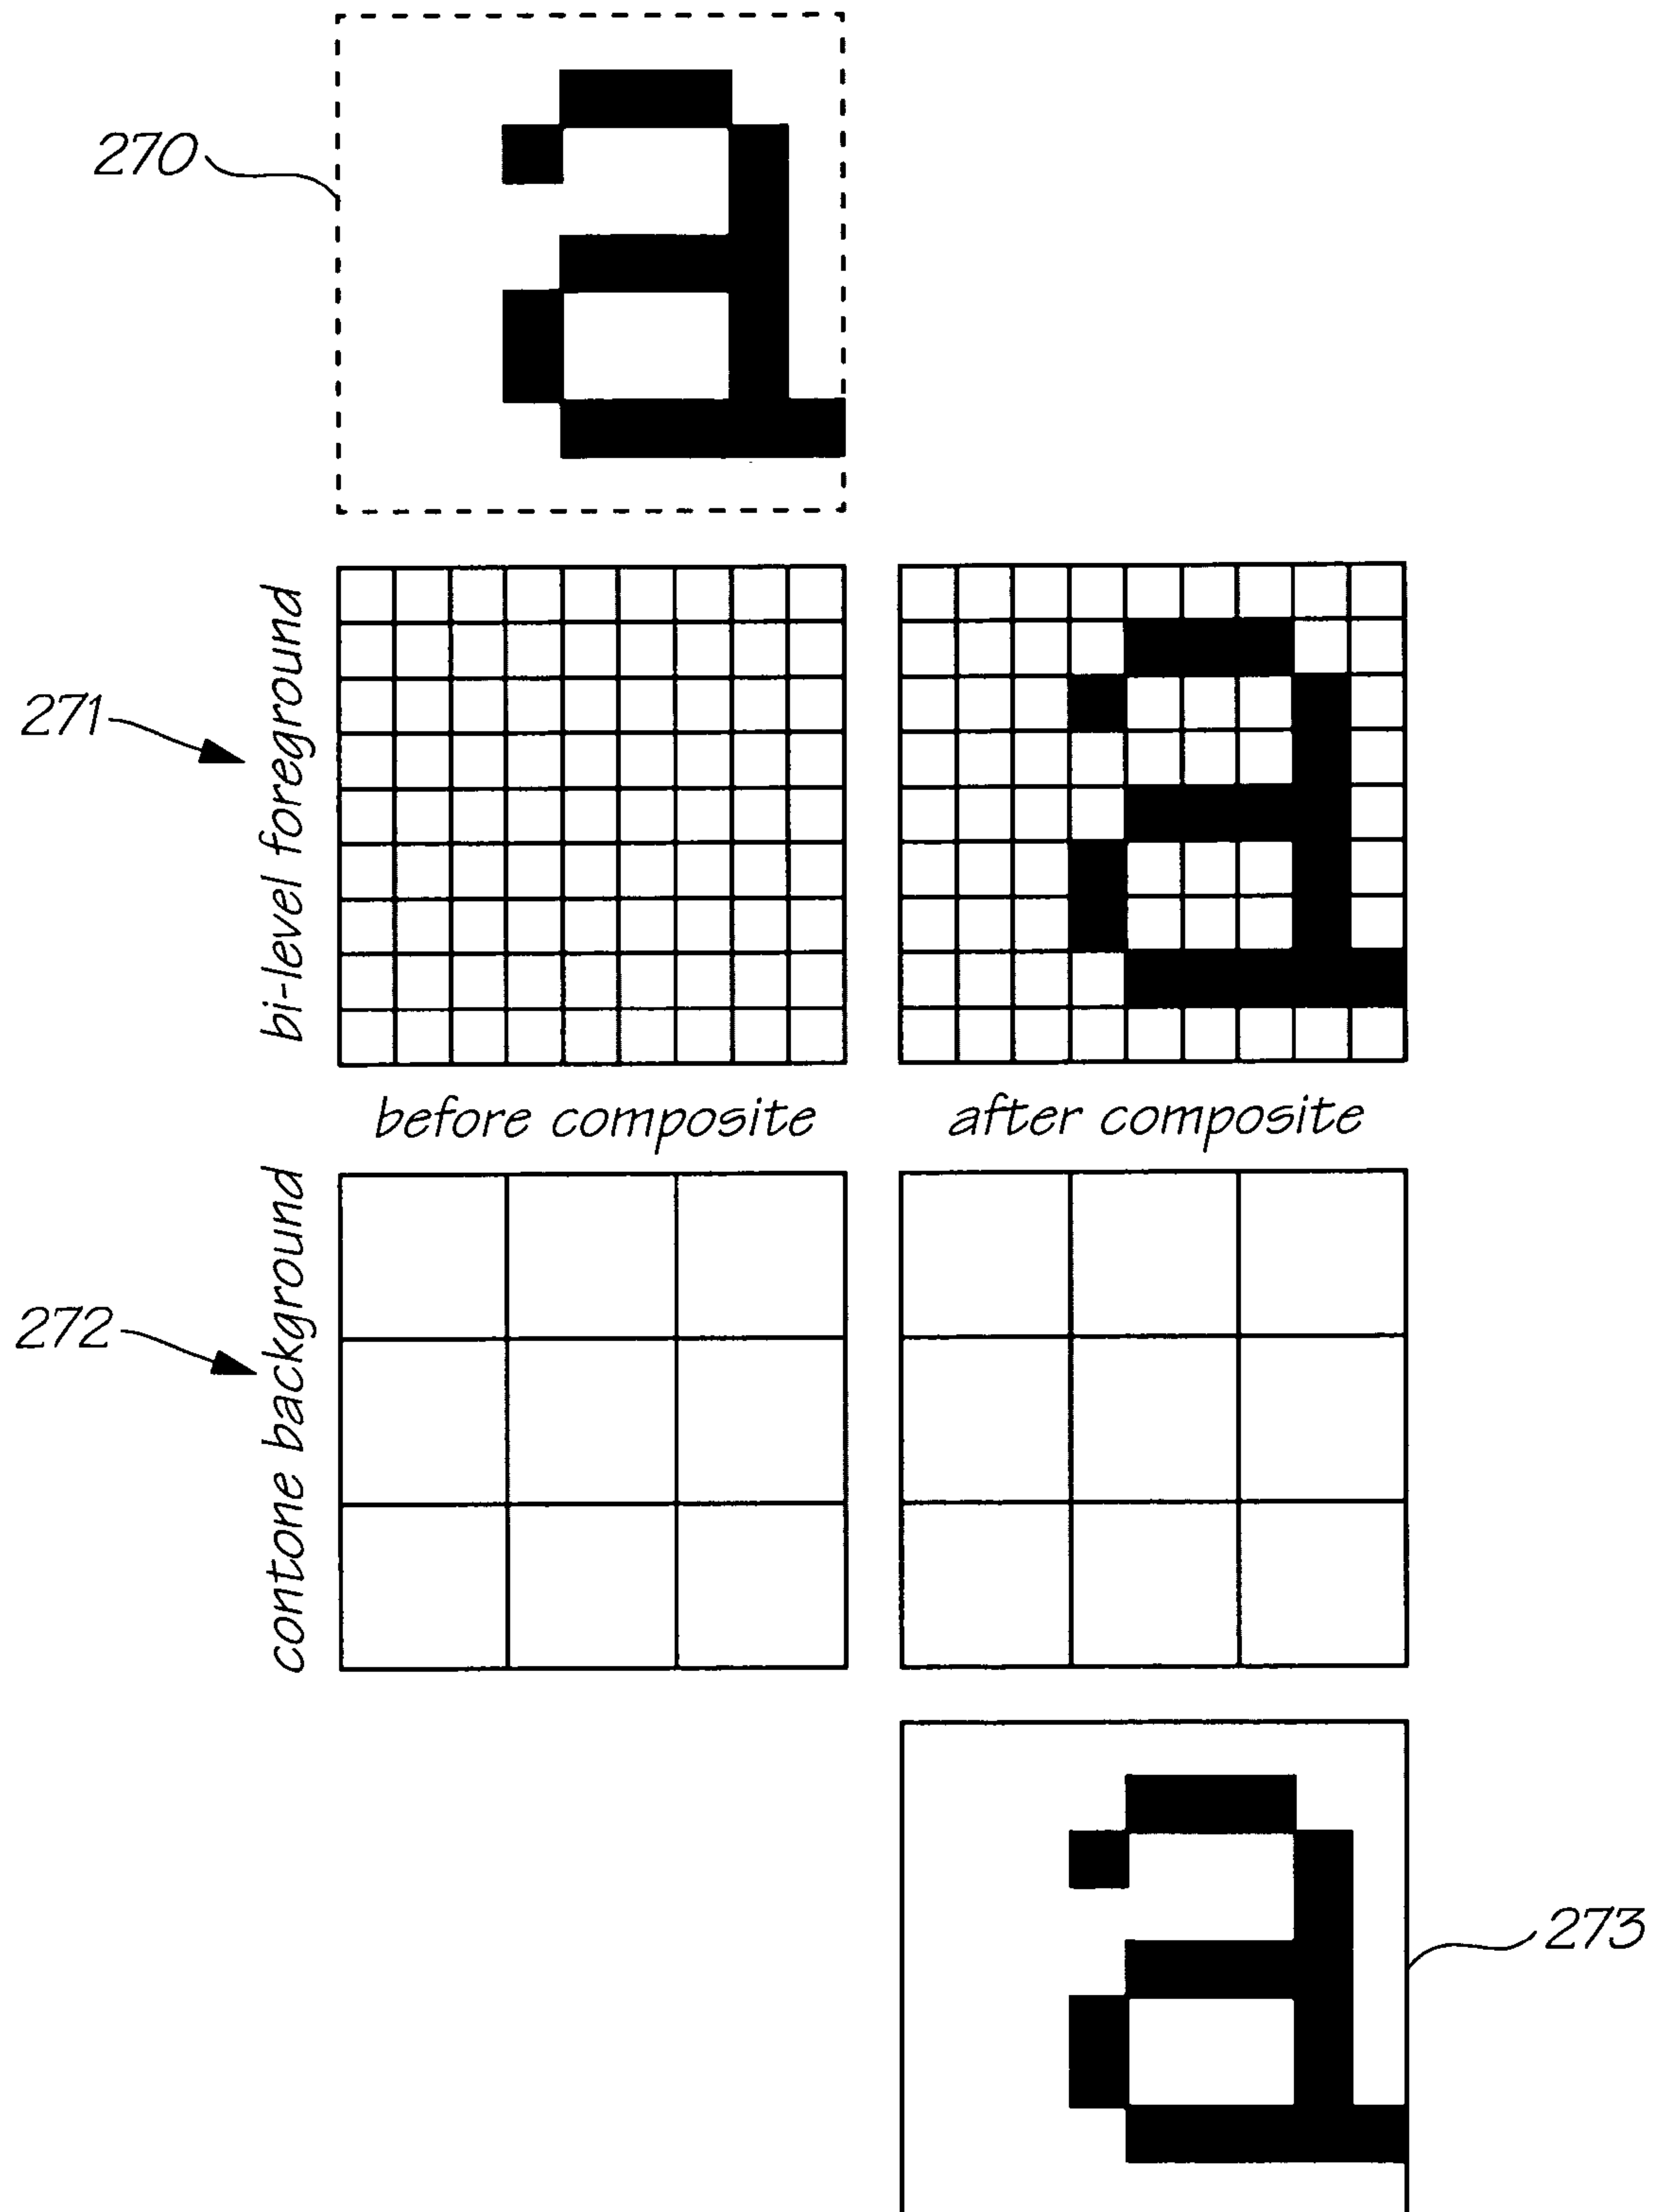 270
a
bi-level foreground
271
a
before composite
after composite
contone background
272
a
273